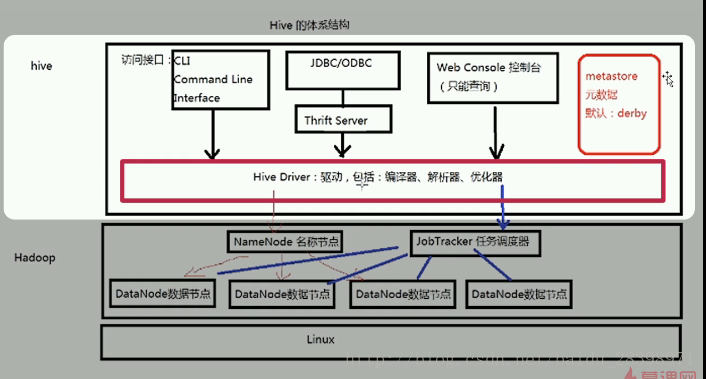 Hive 的体系结构
hive
访问接口：CLI
Command Line
Interface
JDBC/ODBC
Thrift Server
Web Console 控制台
（只能查询）
metastore
元数据
默认：derby
Hive Driver：驱动，包括：编译器、解析器、优化器
Hadoop
NameNode 名称节点
JobTracker 任务调度器
DataNode数据节点
DataNode数据节点
DataNode数据节点
DataNode数据节点
Linux
慕课网